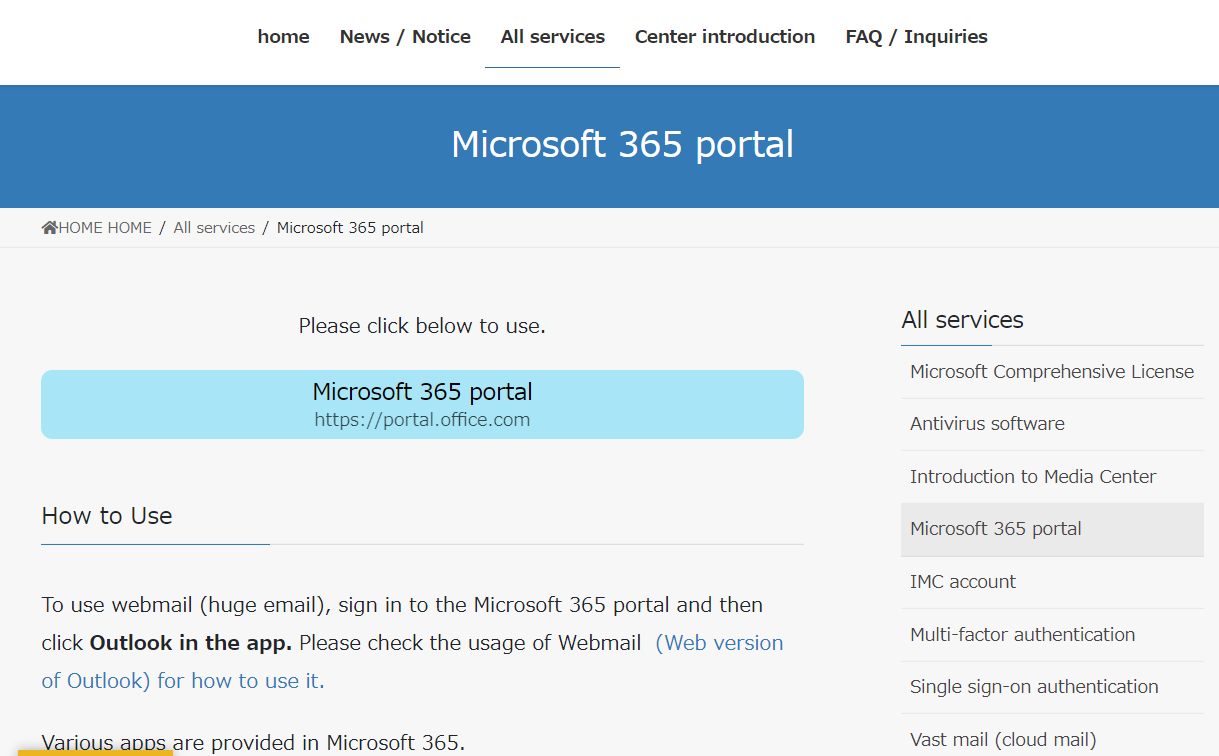 home News / Notice All services Center introduction FAQ / Inquiries
Microsoft 365 portal
HOME HOME / All services / Microsoft 365 portal
Please click below to use.
Microsoft 365 portal
https://portal.office.com
How to Use
To use webmail (huge email), sign in to the Microsoft 365 portal and then
click Outlook in the app. Please check the usage of Webmail (Web version
of Outlook) for how to use it.
Various apps are provided in Microsoft 365.
All services
Microsoft Comprehensive License
Antivirus software
Introduction to Media Center
Microsoft 365 portal
IMC account
Multi-factor authentication
Single sign-on authentication
Vast mail (cloud mail)